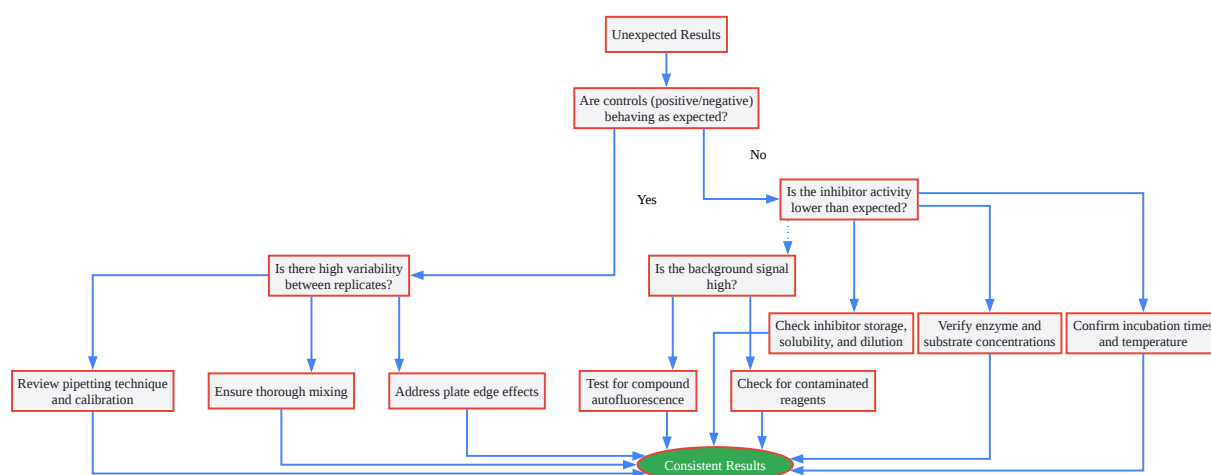 Unexpected Results
Are controls (positive/negative)
behaving as expected?
No
Is the inhibitor activity
lower than expected?
Yes
Is there high variability
between replicates?
Is the background signal
high?
Check inhibitor storage,
solubility, and dilution
Verify enzyme and
substrate concentrations
Confirm incubation times
and temperature
Review pipetting technique
and calibration
Ensure thorough mixing
Address plate edge effects
Test for compound
autofluorescence
Check for contaminated
reagents
Consistent Results